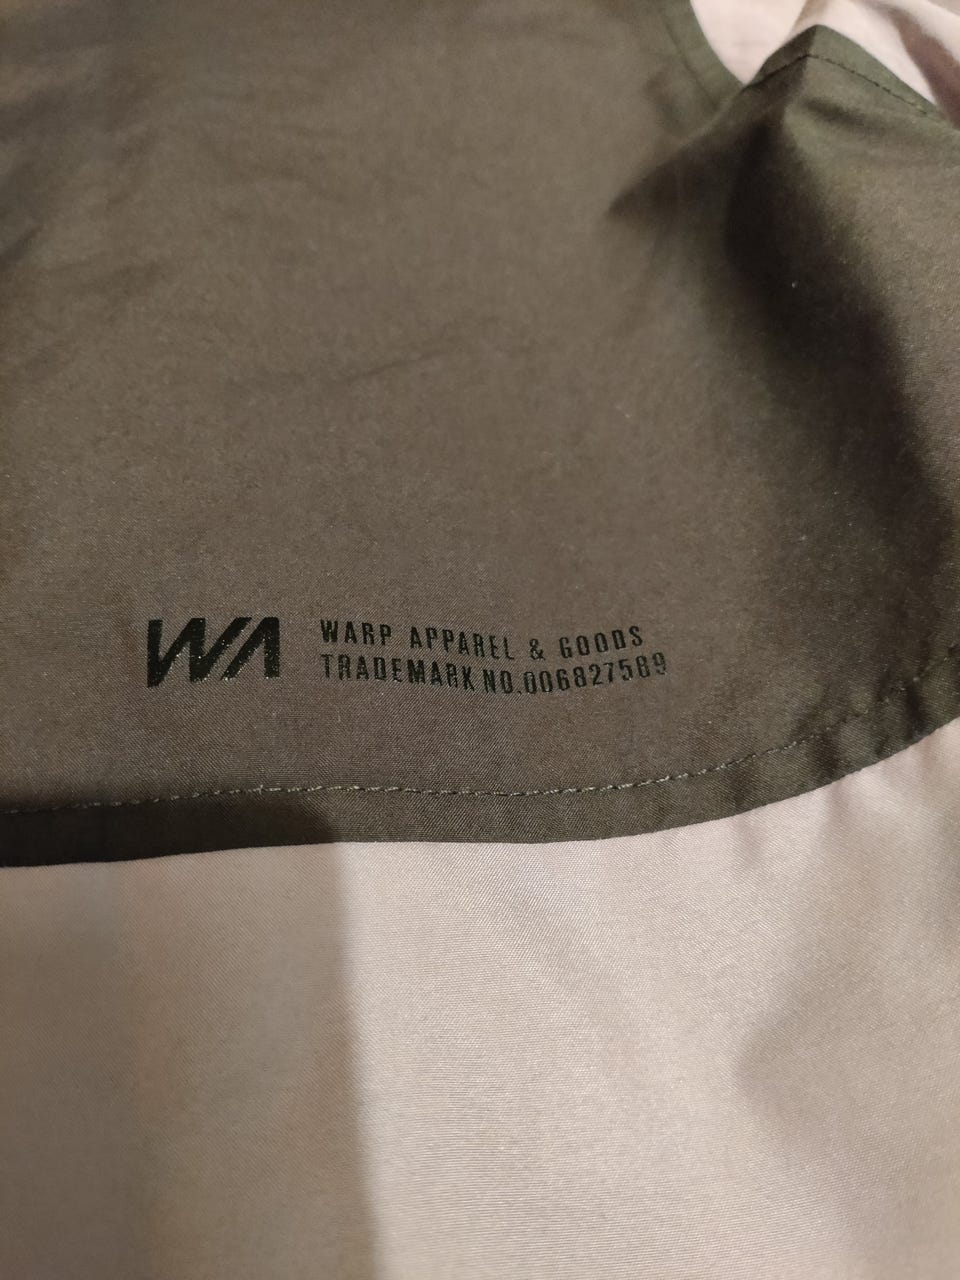 WA
WARP APPAREL & GOODS
TRADEMARK NO.006827589